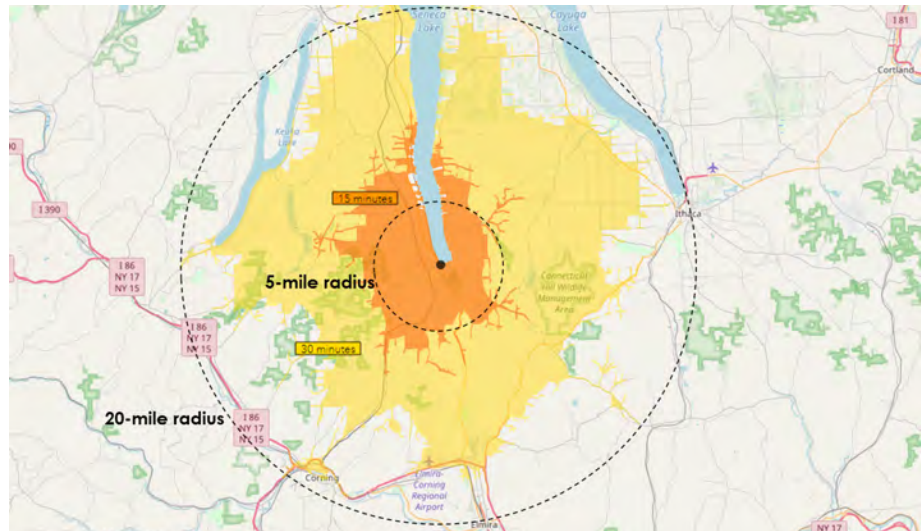 Seneca
Lake
Cayuga
Lake
I 81
Cortland
Keuka
Lake
15 minutes
I 390
Ithaca
I 86
NY 17
NY 15
5-mile radius
Connecticut
Hill Wildlife
Management
Area
I 86
NY 17
NY 15
30 minutes
20-mile radius
I 86
NY 17
NY 15
Corning
Elmira-
Corning
Regional
Airport
Elmira
NY 17